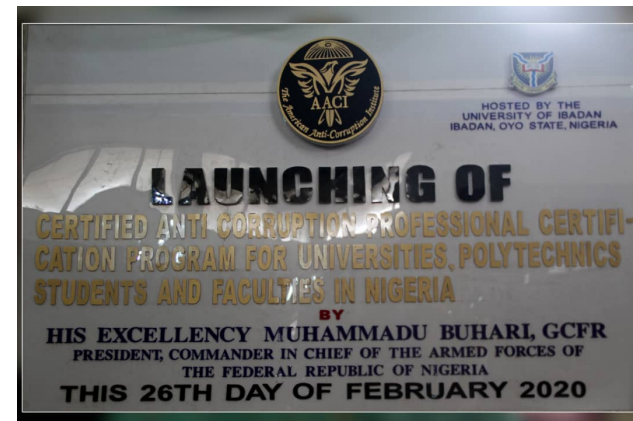 AACI
The American Anti-Corruption Institute
HOSTED BY THE
UNIVERSITY OF IBADAN
IBADAN, OYO STATE, NIGERIA
LAUNCHING OF
CERTIFIED ANTI CORRUPTION PROFESSIONAL CERTIFI-
CATION PROGRAM FOR UNIVERSITIES, POLYTECHNICS
STUDENTS AND FACULTIES IN NIGERIA
BY
HIS EXCELLENCY MUHAMMADU BUHARI, GCFR
PRESIDENT, COMMANDER IN CHIEF OF THE ARMED FORCES OF
THE FEDERAL REPUBLIC OF NIGERIA
THIS 26TH DAY OF FEBRUARY 2020